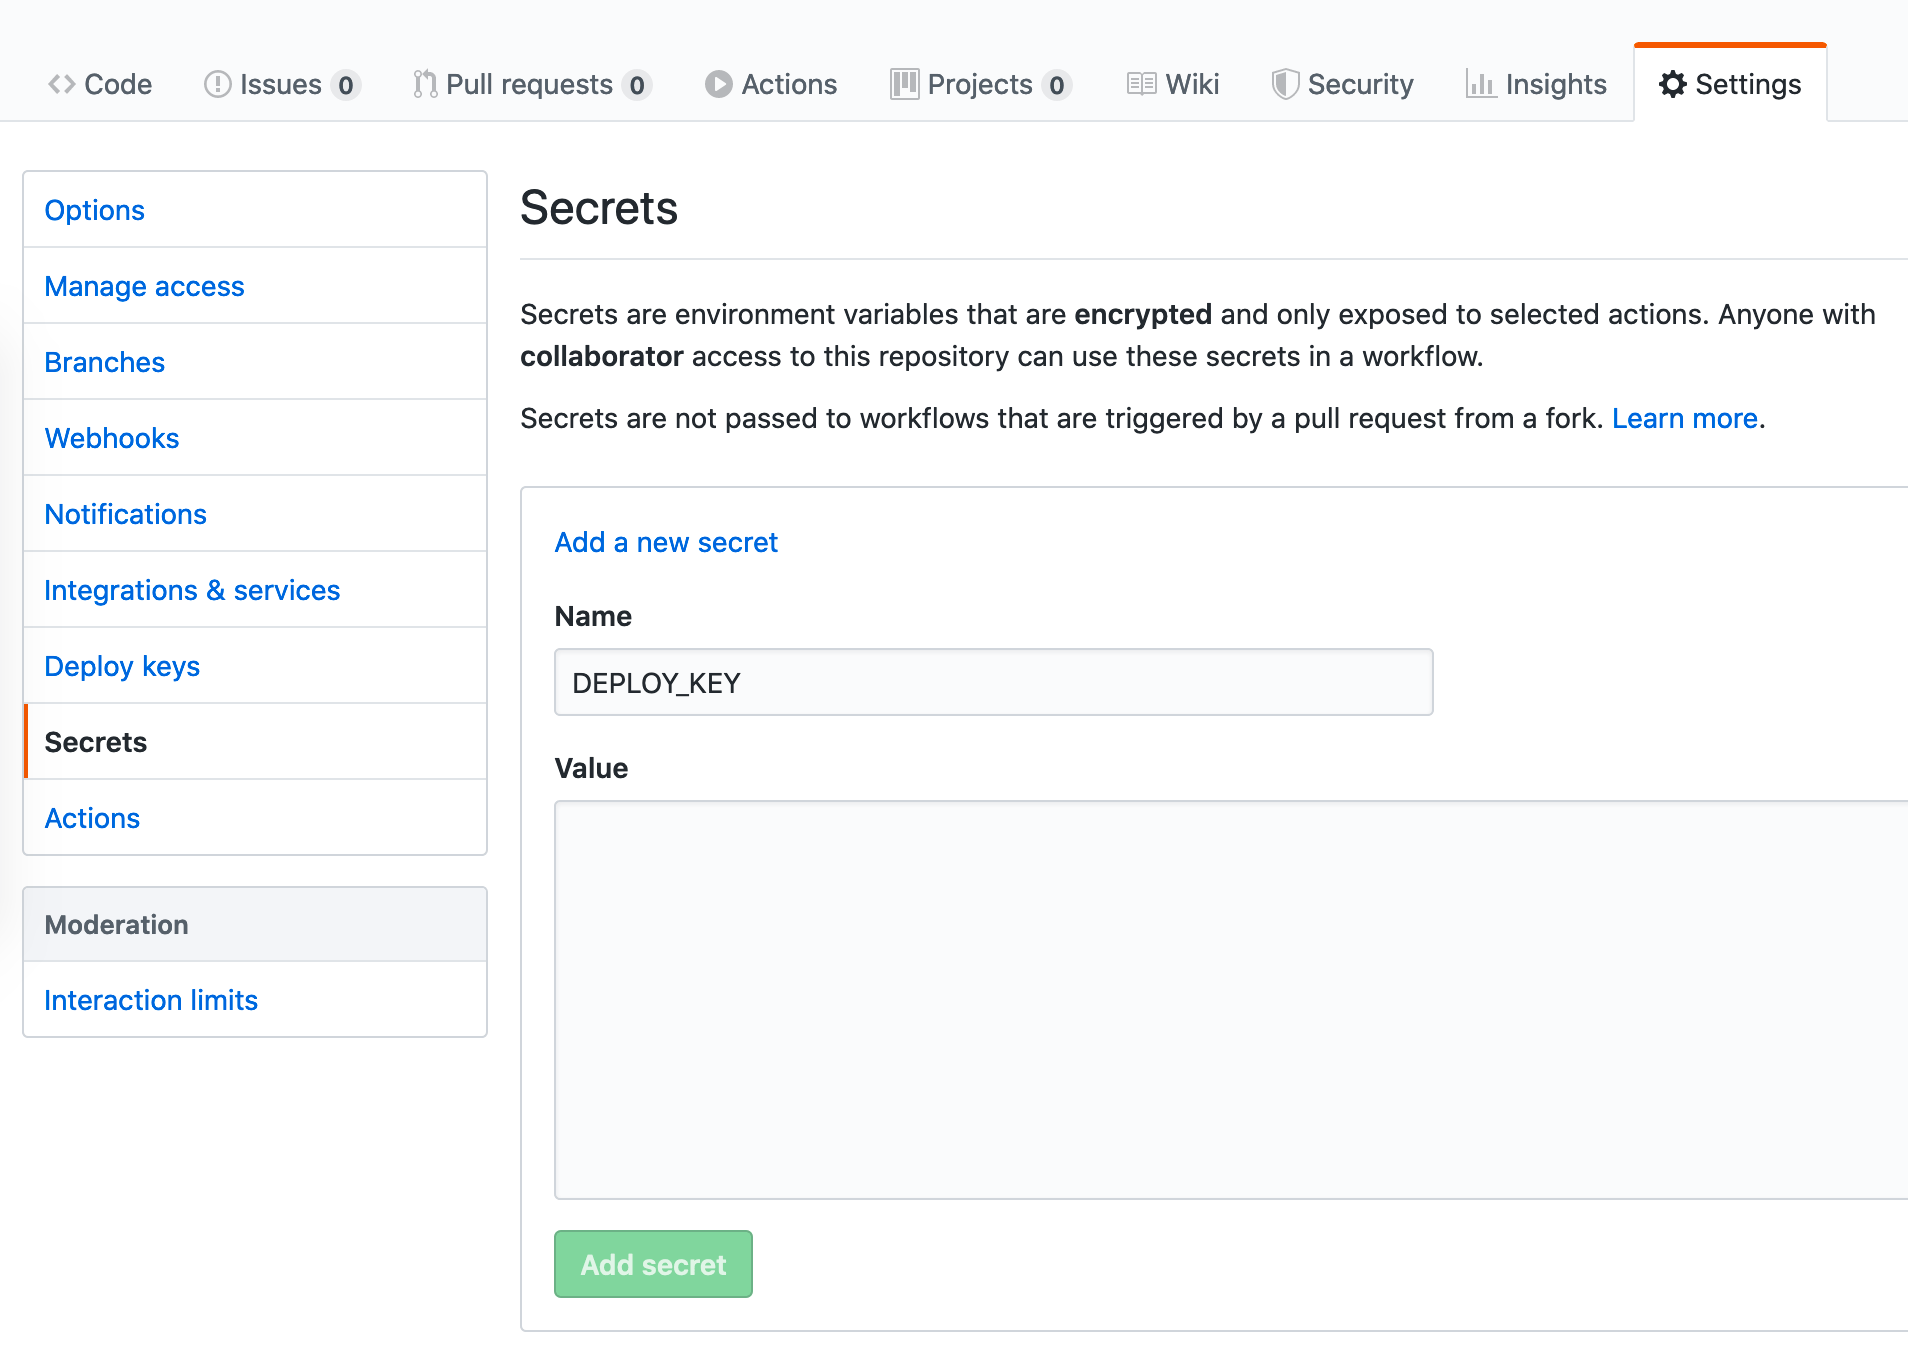 Code Issues 0 Pull requests 0 Actions Projects 0 Wiki Security Insights Settings
Options
Manage access
Branches
Webhooks
Notifications
Integrations & services
Deploy keys
Secrets
Actions
Moderation
Interaction limits
Secrets
Secrets are environment variables that are encrypted and only exposed to selected actions. Anyone with
collaborator access to this repository can use these secrets in a workflow.
Secrets are not passed to workflows that are triggered by a pull request from a fork. Learn more.
Add a new secret
Name
DEPLOY_KEY
Value
Add secret